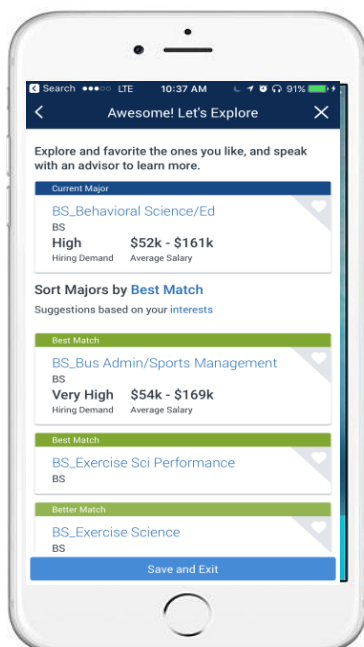 Search LTE 10:37 AM 91%
Awesome! Let's Explore
Explore and favorite the ones you like, and speak
with an advisor to learn more.
Current Major
BS_Behavioral Science/Ed
BS
High $52k - $161k
Hiring Demand Average Salary
Sort Majors by Best Match
Suggestions based on your interests
Best Match
BS_Bus Admin/Sports Management
BS
Very High $54k - $169k
Hiring Demand Average Salary
Best Match
BS_Exercise Sci Performance
BS
Better Match
BS_Exercise Science
BS
Save and Exit